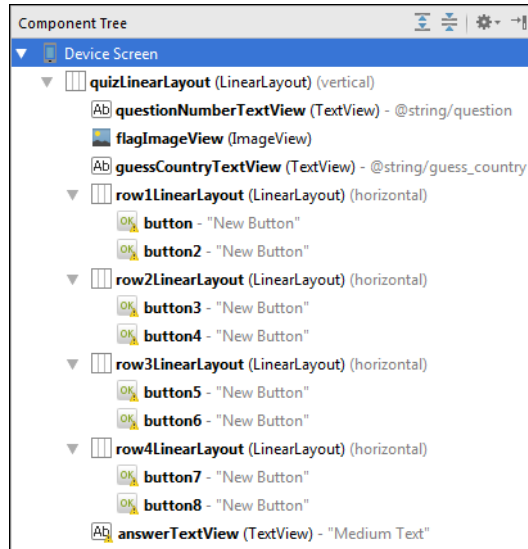 Component Tree
Device Screen
quizLinearLayout (LinearLayout) (vertical)
Ab questionNumberTextView (TextView) - @string/question
flagImageView (ImageView)
Ab guessCountryTextView (TextView) - @string/guess_country
row1LinearLayout (LinearLayout) (horizontal)
OK button - "New Button"
OK button2 - "New Button"
row2LinearLayout (LinearLayout) (horizontal)
OK button3 - "New Button"
OK button4 - "New Button"
row3LinearLayout (LinearLayout) (horizontal)
OK button5 - "New Button"
OK button6 - "New Button"
row4LinearLayout (LinearLayout) (horizontal)
OK button7 - "New Button"
OK button8 - "New Button"
Ab answerTextView (TextView) - "Medium Text"